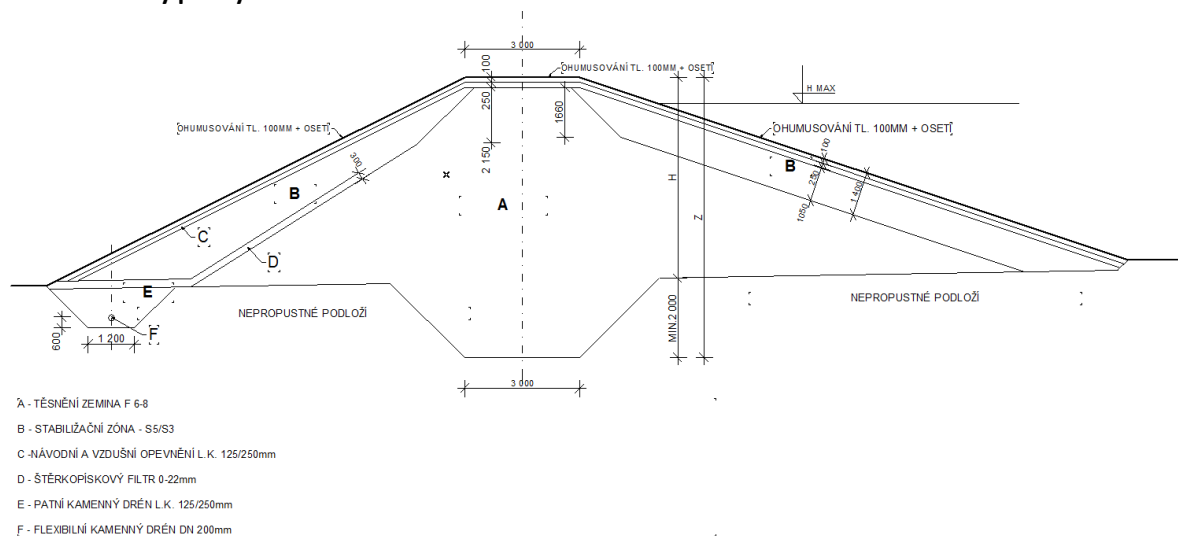 3 000
100
OHUMUSOVÁNÍ TL. 100MM + OSETÍ
H MAX
250
1660
OHUMUSOVÁNÍ TL. 100MM + OSETÍ
OHUMUSOVÁNÍ TL. 100MM + OSETÍ
2 150
300
B
B
100
250
1 400
1050
H
A
Z
C
D
E
NEPROPUSTNÉ PODLOŽÍ
NEPROPUSTNÉ PODLOŽÍ
MIN.2 000
600
1 200
F
3 000
A - TĚSNĚNÍ ZEMINA F 6-8
B - STABILIŽAČNÍ ZÓNA - S5/S3
C -NÁVODNÍ A VZDUŠNÍ OPEVNĚNÍ L.K. 125/250mm
D - ŠTĚRKOPÍSKOVÝ FILTR 0-22mm
E - PATNÍ KAMENNÝ DRÉN L.K. 125/250mm
F - FLEXIBILNÍ KAMENNÝ DRÉN DN 200mm